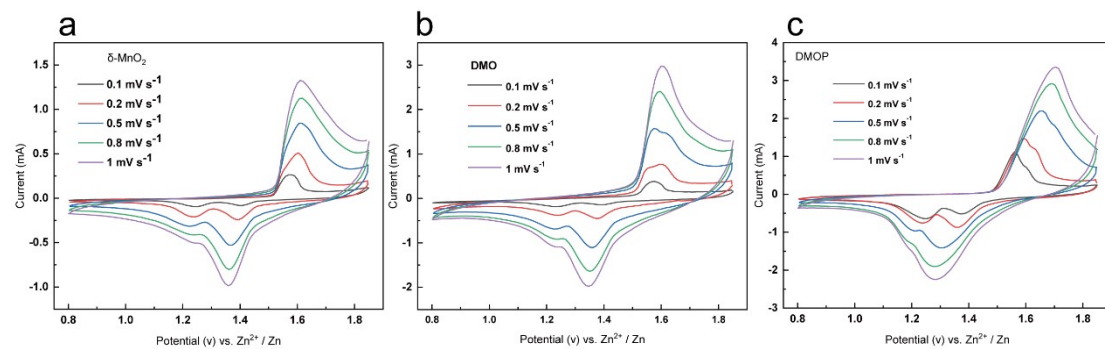 a
δ-MnO₂
0.1 mV s⁻¹
0.2 mV s⁻¹
0.5 mV s⁻¹
0.8 mV s⁻¹
1 mV s⁻¹
Current (mA)
1.5
1.0
0.5
0.0
-0.5
-1.0
0.8 1.0 1.2 1.4 1.6 1.8
Potential (v) vs. Zn²⁺ / Zn
b
DMO
0.1 mV s⁻¹
0.2 mV s⁻¹
0.5 mV s⁻¹
0.8 mV s⁻¹
1 mV s⁻¹
Current (mA)
3
2
1
0
-1
-2
0.8 1.0 1.2 1.4 1.6 1.8
Potential (v) vs. Zn²⁺ / Zn
c
DMOP
0.1 mV s⁻¹
0.2 mV s⁻¹
0.5 mV s⁻¹
0.8 mV s⁻¹
1 mV s⁻¹
Current (mA)
4
3
2
1
0
-1
-2
-3
0.8 1.0 1.2 1.4 1.6 1.8
Potential (v) vs. Zn²⁺ / Zn